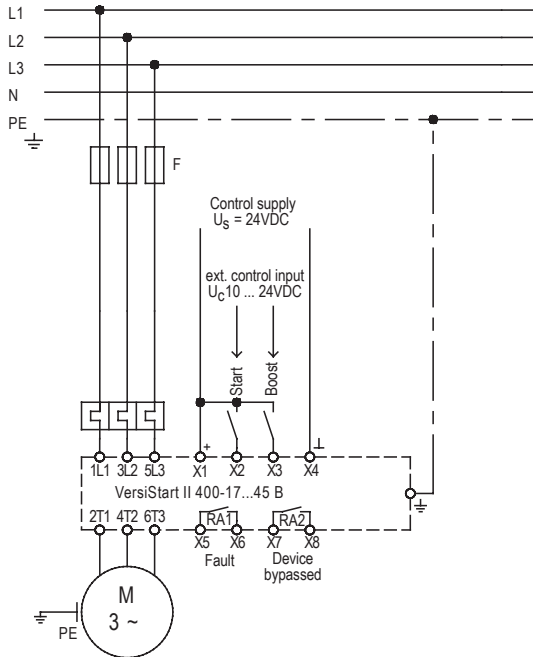 L1
L2
L3
N
PE
F
Control supply
US = 24VDC
ext. control input
UC10 ... 24VDC
Start
Boost
+
1L1 3L2 5L3 X1 X2 X3 X4
VersiStart II 400-17...45 B
2T1 4T2 6T3 RA1 RA2
X5 X6 X7 X8
Fault Device
bypassed
M
3 ~
PE